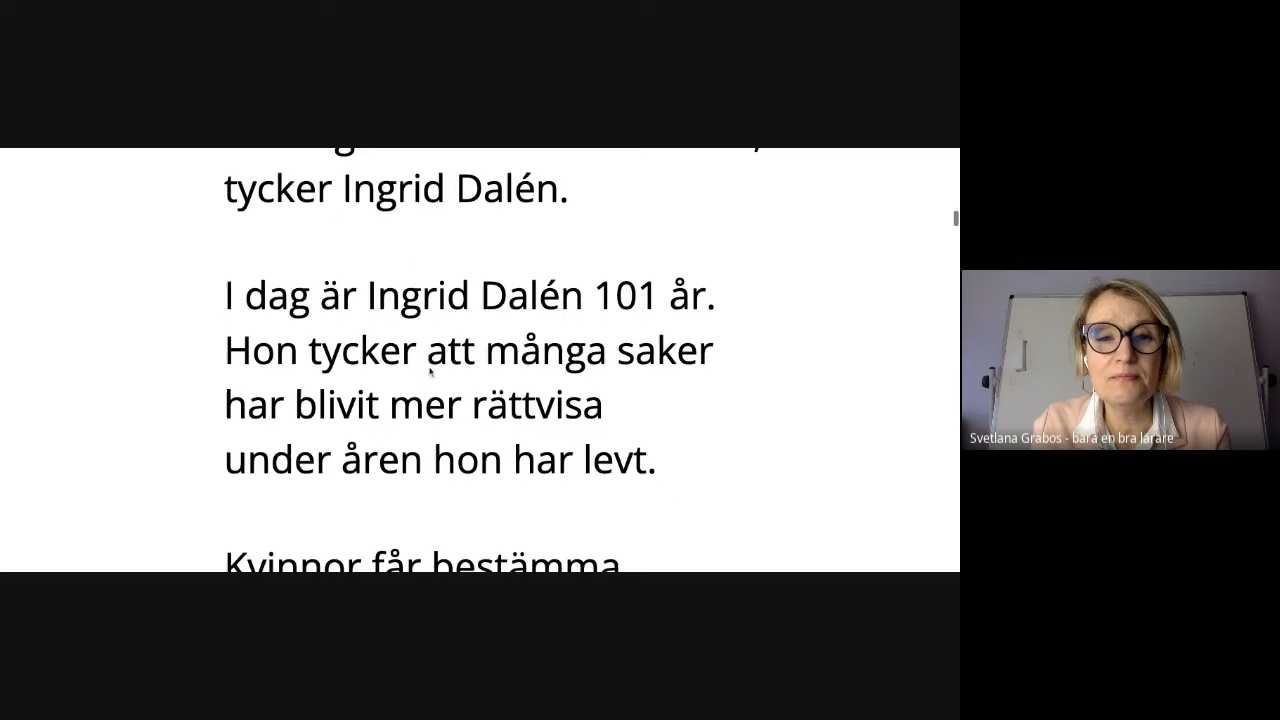 tycker Ingrid Dalén.
I dag är Ingrid Dalén 101 år.
Hon tycker att många saker
har blivit mer rättvisa
under åren hon har levt.
Kvinnor får bestämma
Svetlana Grabos - bara en bra lärare